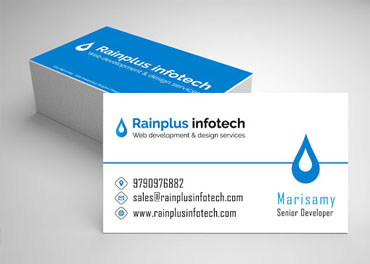 Rainplus infotech
Web development & design services
Rainplus infotech
Web development & design services
9790976882
sales@rainplusinfotech.com
www.rainplusinfotech.com
Marisamy
Senior Developer